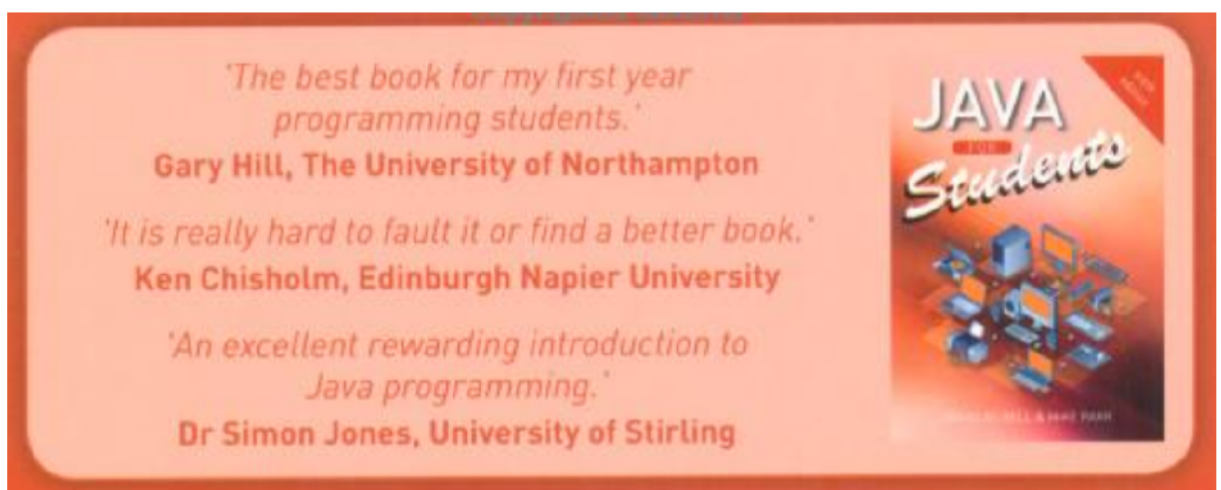 'The best book for my first year
programming students.'
Gary Hill, The University of Northampton
'It is really hard to fault it or find a better book.'
Ken Chisholm, Edinburgh Napier University
'An excellent rewarding introduction to
Java programming.'
Dr Simon Jones, University of Stirling
JAVA
FOR
Students